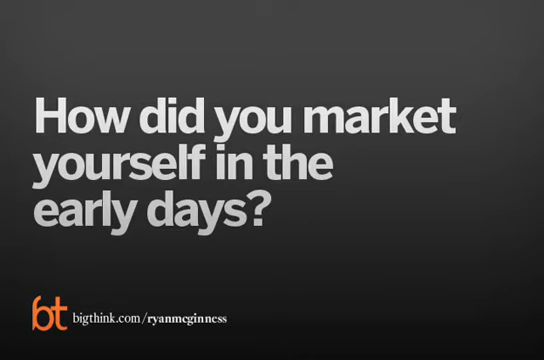 How did you market
yourself in the
early days?
bt bigthink.com/ryanmcginness